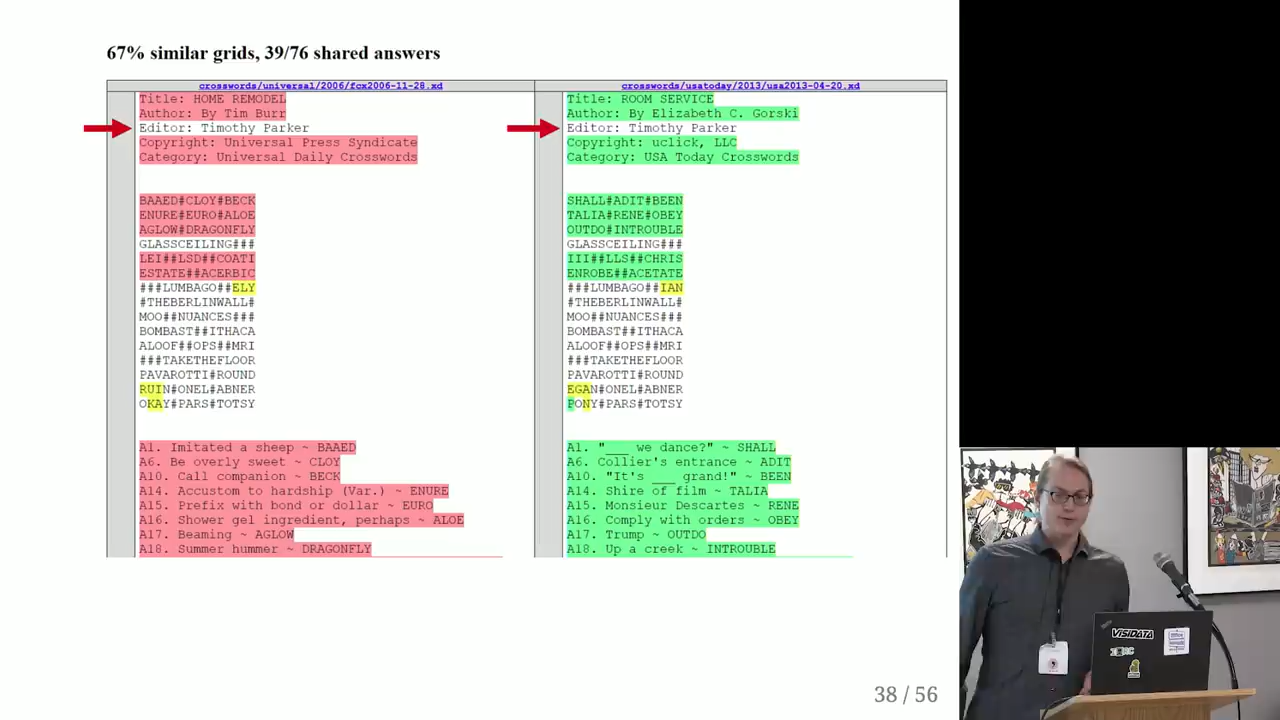 67% similar grids, 39/76 shared answers
crosswords/universal/2006/fcx2006-11-28.xd
Title: HOME REMODEL
Author: By Tim Burr
Editor: Timothy Parker
Copyright: Universal Press Syndicate
Category: Universal Daily Crosswords
BAAED#CLOY#BECK
ENURE#EURO#ALOE
AGLOW#DRAGONFLY
GLASSCEILING###
LEI##LSD##COATI
ESTATE##ACERBIC
###LUMBAGO##ELY
#THEBERLINWALL#
MOO##NUANCES###
BOMBAST##ITHACA
ALOOF##OPS##MRI
###TAKETHEFLOOR
PAVAROTTI#ROUND
RUIN#ONEL#ABNER
OKAY#PARS#TOTSY
A1. Imitated a sheep ~ BAAED
A6. Be overly sweet ~ CLOY
A10. Call companion ~ BECK
A14. Accustom to hardship (Var.) ~ ENURE
A15. Prefix with bond or dollar ~ EURO
A16. Shower gel ingredient, perhaps ~ ALOE
A17. Beaming ~ AGLOW
A18. Summer hummer ~ DRAGONFLY
crosswords/usatoday/2013/usa2013-04-20.xd
Title: ROOM SERVICE
Author: By Elizabeth C. Gorski
Editor: Timothy Parker
Copyright: uclick, LLC
Category: USA Today Crosswords
SHALL#ADIT#BEEN
TALIA#RENE#OBEY
OUTDO#INTROUBLE
GLASSCEILING###
III##LLS##CHRIS
ENROBE##ACETATE
###LUMBAGO##IAN
#THEBERLINWALL#
MOO##NUANCES###
BOMBAST##ITHACA
ALOOF##OPS##MRI
###TAKETHEFLOOR
PAVAROTTI#ROUND
EGAN#ONEL#ABNER
PONY#PARS#TOTSY
A1. "___ we dance?" ~ SHALL
A6. Collier's entrance ~ ADIT
A10. "It's ___ grand!" ~ BEEN
A14. Shire of film ~ TALIA
A15. Monsieur Descartes ~ RENE
A16. Comply with orders ~ OBEY
A17. Trump ~ OUTDO
A18. Up a creek ~ INTROUBLE
VISIDATA
38 / 56